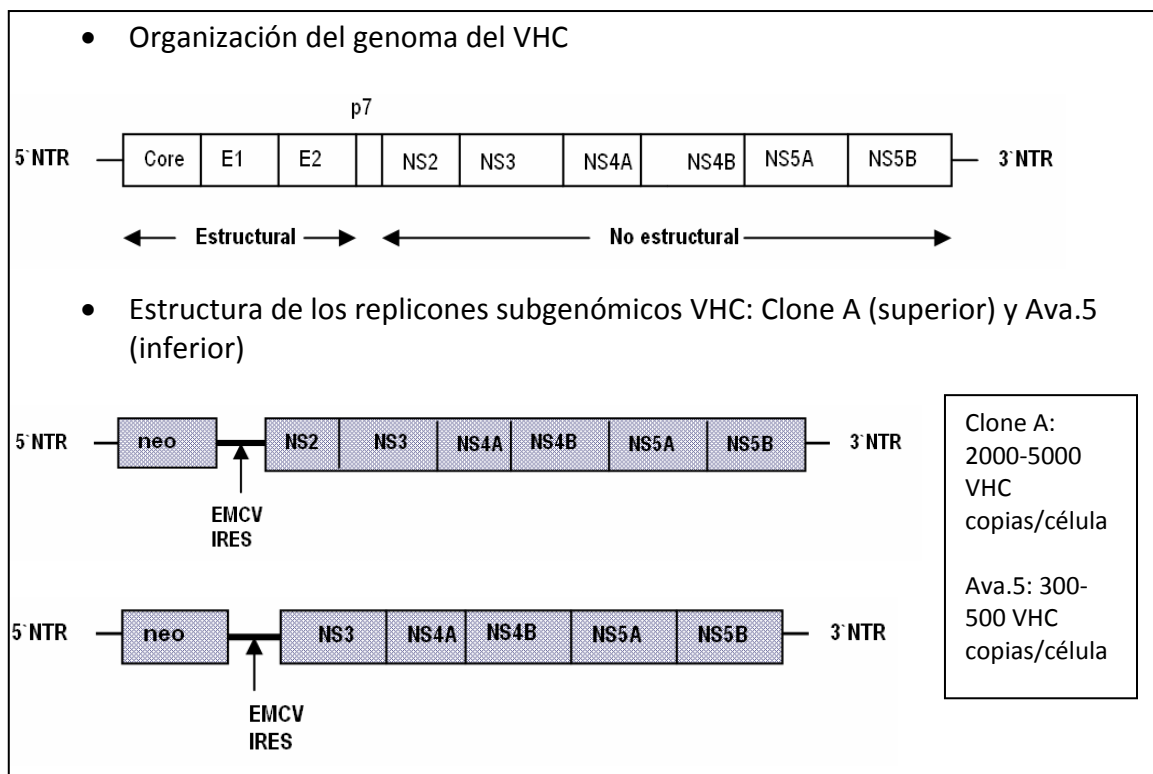 • Organización del genoma del VHC
p7
5`NTR Core E1 E2 NS2 NS3 NS4A NS4B NS5A NS5B 3`NTR
Estructural No estructural
• Estructura de los replicones subgenómicos VHC: Clone A (superior) y Ava.5
(inferior)
5`NTR neo NS2 NS3 NS4A NS4B NS5A NS5B 3`NTR
EMCV
IRES
5`NTR neo NS3 NS4A NS4B NS5A NS5B 3`NTR
EMCV
IRES
Clone A:
2000-5000
VHC
copias/célula
Ava.5: 300-
500 VHC
copias/célula